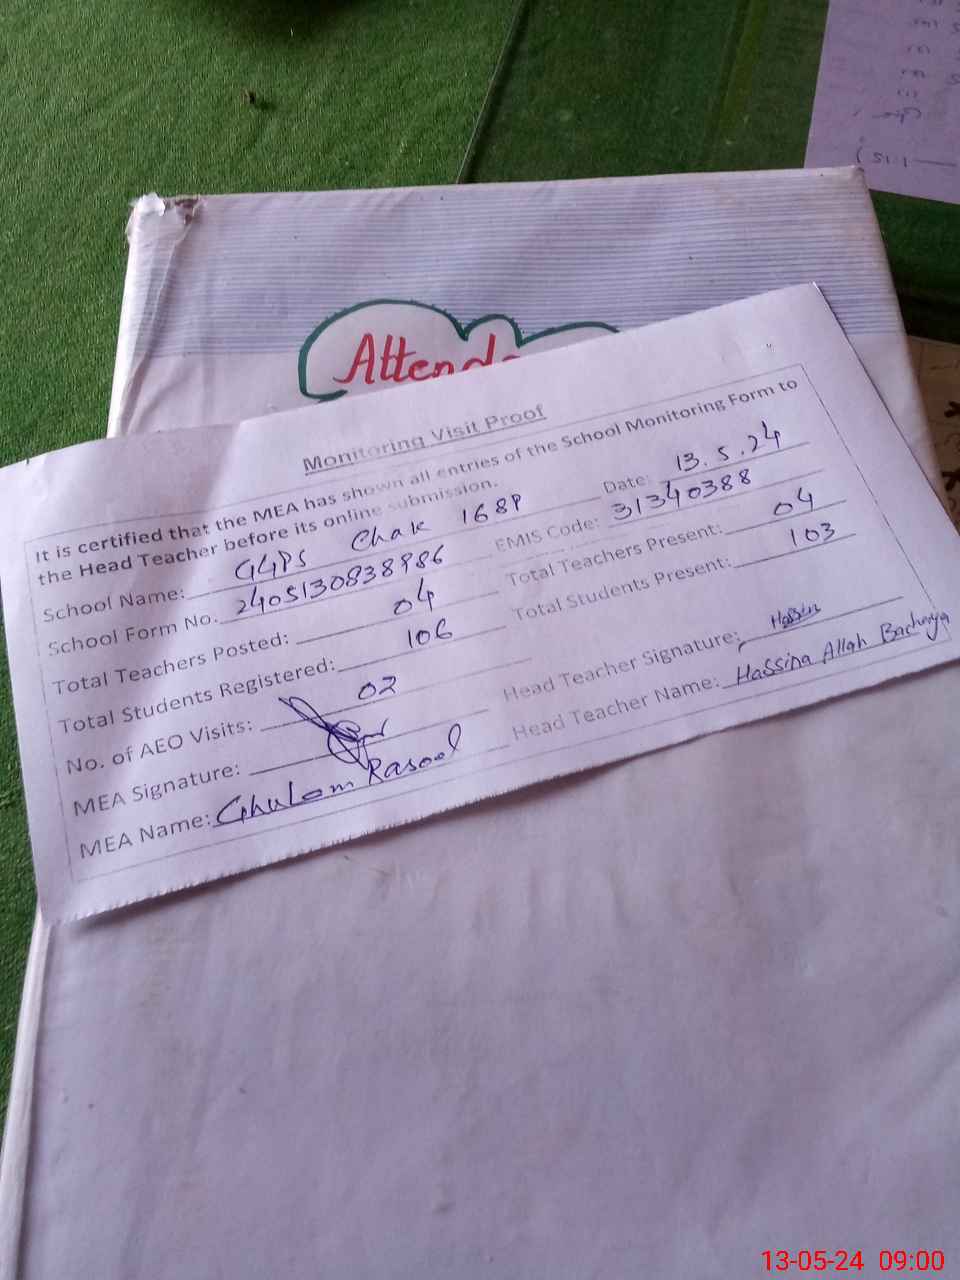 Attend
Monitoring Visit Proof
It is certified that the MEA has shown all entries of the School Monitoring Form to
the Head Teacher before its online submission.
School Name: GGPS Chak 168P Date: 13.5.24
School Form No. 2405130838986 EMIS Code: 31340388
Total Teachers Posted: 04 Total Teachers Present: 04
Total Students Registered: 106 Total Students Present: 103
No. of AEO Visits: 02
MEA Signature: Head Teacher Signature:
MEA Name: Ghulam Rasool Head Teacher Name: Hassina Allah Bachaya
13-05-24 09:00